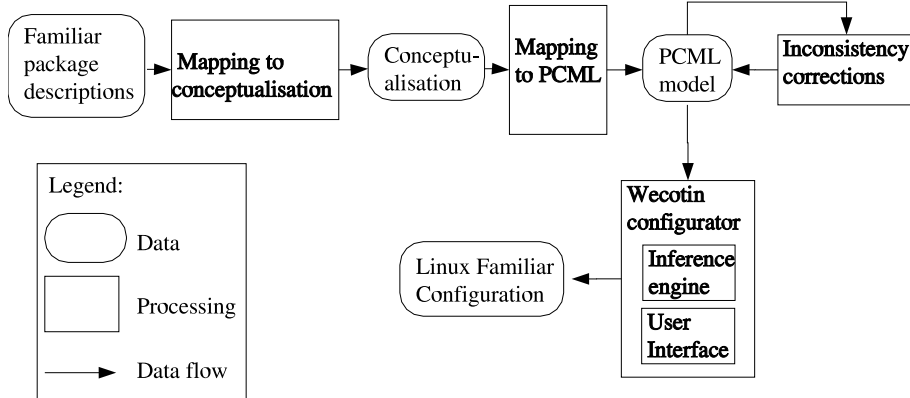 Familiar
package
descriptions
Mapping to
conceptualisation
Conceptu-
alisation
Mapping
to PCML
PCML
model
Inconsistency
corrections
Legend:
Data
Processing
Data flow
Wecotin
configurator
Inference
engine
User
Interface
Linux Familiar
Configuration